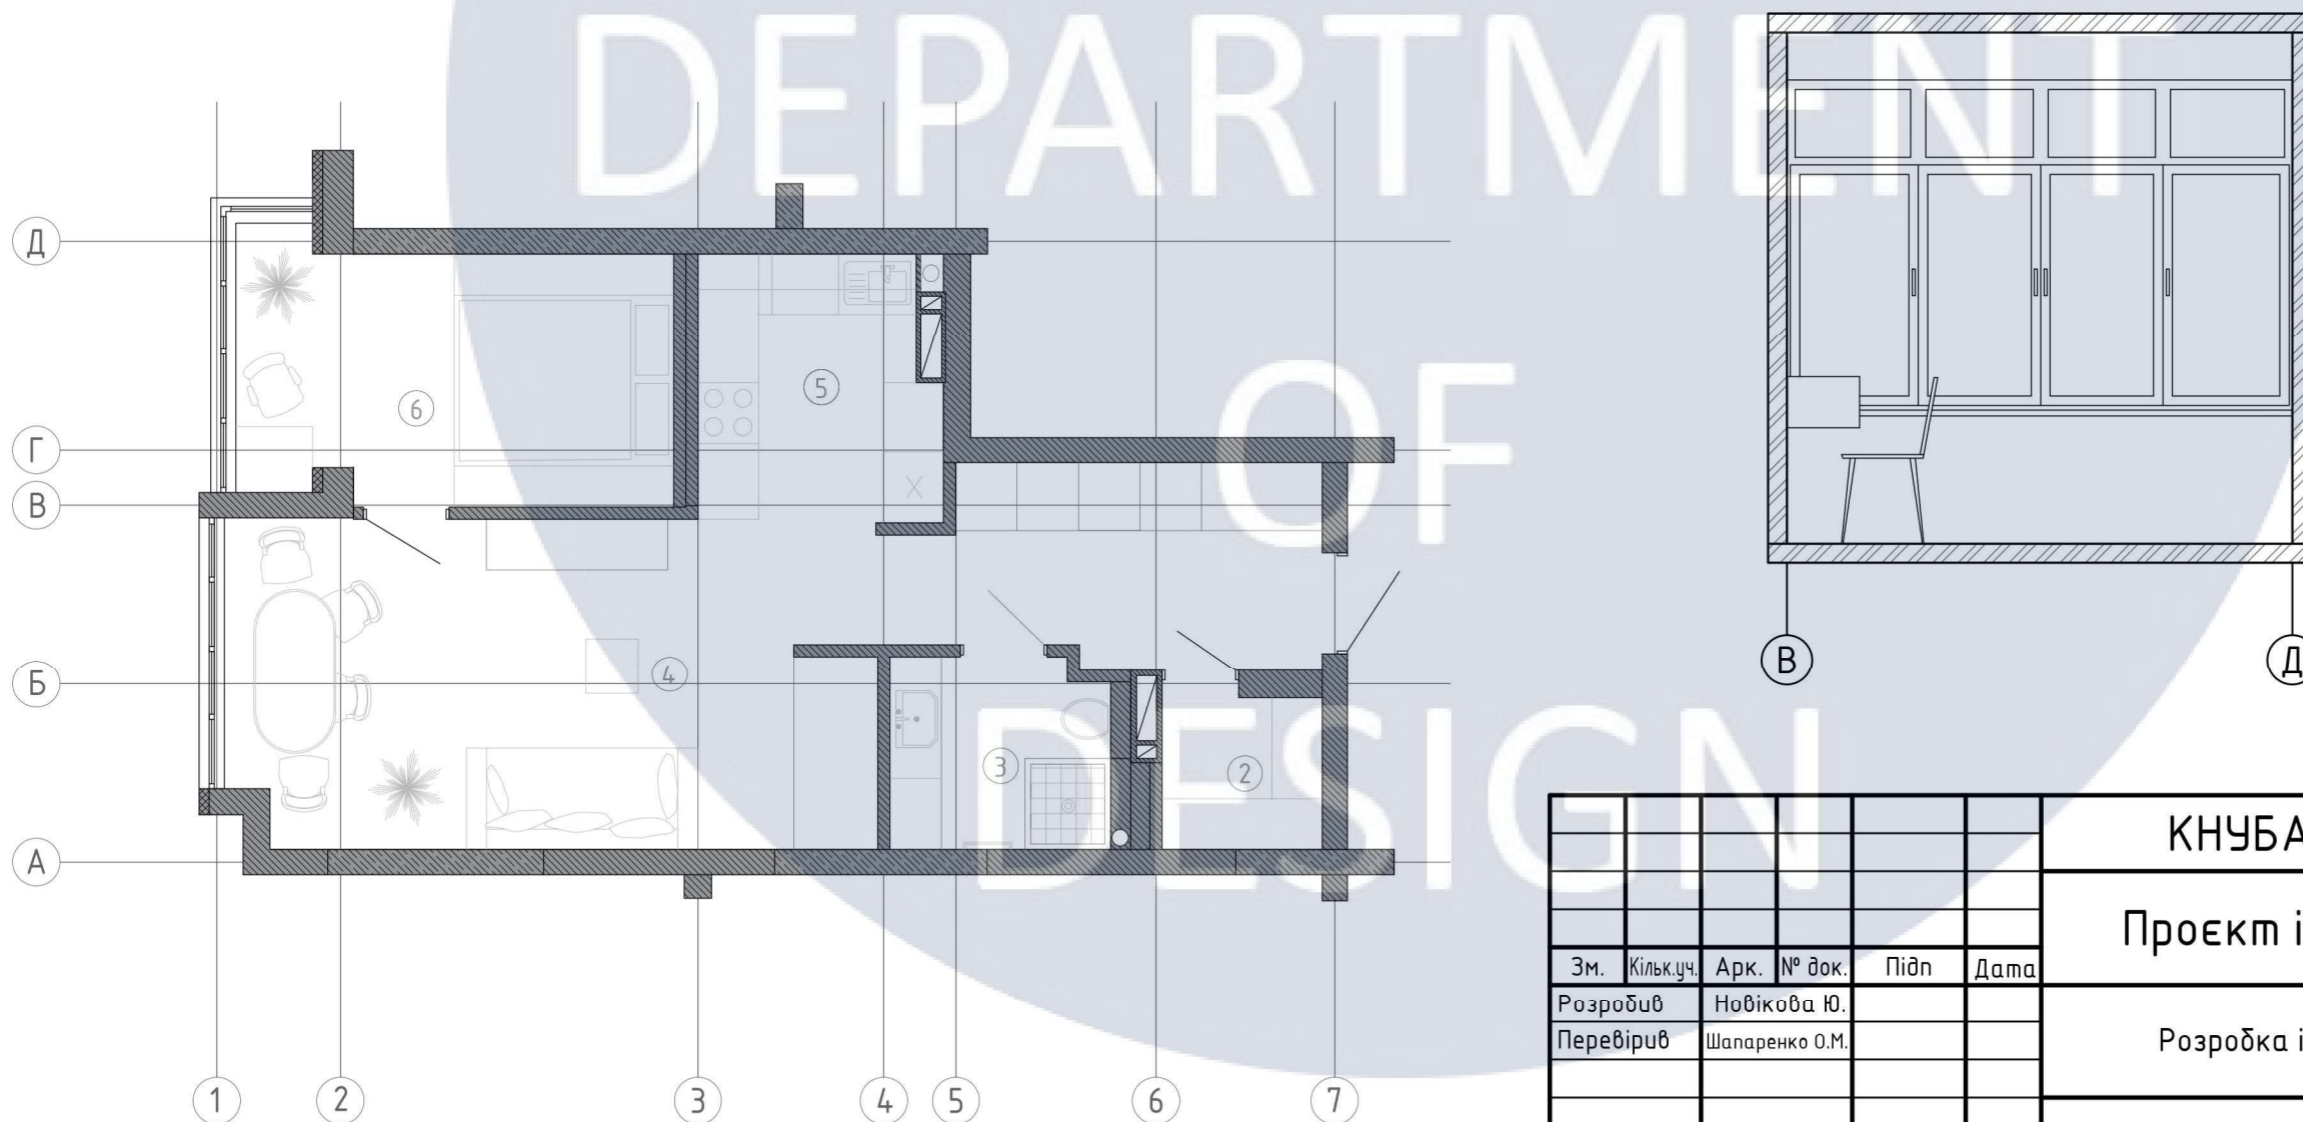 DEPARTMENT
OF
DESIGN
Д
Г
В
Б
А
6
5
4
3
2
1 2 3 4 5 6 7
В Д
КНУБА
Проєкт і
Зм. Кільк.уч. Арк. № док. Підп Дата
Розробив Новікова Ю.
Перевірив Шапаренко О.М.
Розробка і